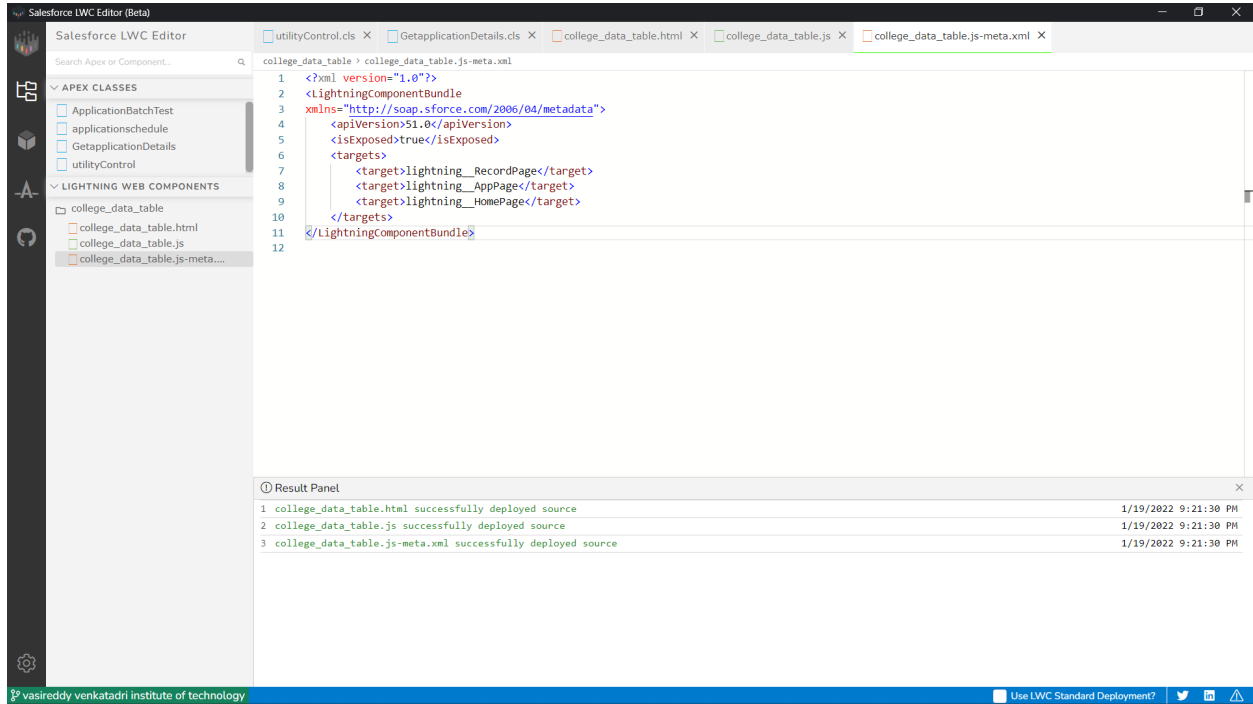 Salesforce LWC Editor (Beta)
Salesforce LWC Editor
utilityControl.cls
GetapplicationDetails.cls
college_data_table.html
college_data_table.js
college_data_table.js-meta.xml
Search Apex or Component...
college_data_table > college_data_table.js-meta.xml
APEX CLASSES
ApplicationBatchTest
applicationschedule
GetapplicationDetails
utilityControl
LIGHTNING WEB COMPONENTS
college_data_table
college_data_table.html
college_data_table.js
college_data_table.js-meta....
1 <?xml version="1.0"?>
2 <LightningComponentBundle
3 xmlns="http://soap.sforce.com/2006/04/metadata">
4 <apiVersion>51.0</apiVersion>
5 <isExposed>true</isExposed>
6 <targets>
7 <target>lightning__RecordPage</target>
8 <target>lightning__AppPage</target>
9 <target>lightning__HomePage</target>
10 </targets>
11 </LightningComponentBundle>
12
Result Panel
1 college_data_table.html successfully deployed source 1/19/2022 9:21:30 PM
2 college_data_table.js successfully deployed source 1/19/2022 9:21:30 PM
3 college_data_table.js-meta.xml successfully deployed source 1/19/2022 9:21:30 PM
vasireddy venkatadri institute of technology
Use LWC Standard Deployment?